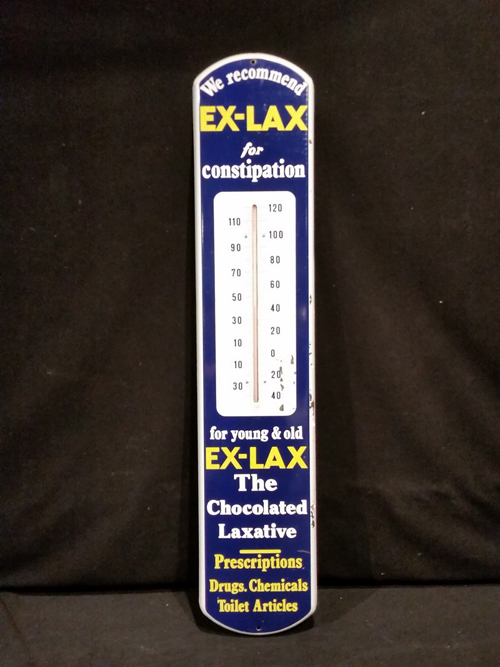 We recommend
EX-LAX
for
constipation
120
110
100
90
80
70
60
50
40
30
20
10
0
10
20
30
40
for young & old
EX-LAX
The
Chocolated
Laxative
Prescriptions
Drugs. Chemicals
Toilet Articles